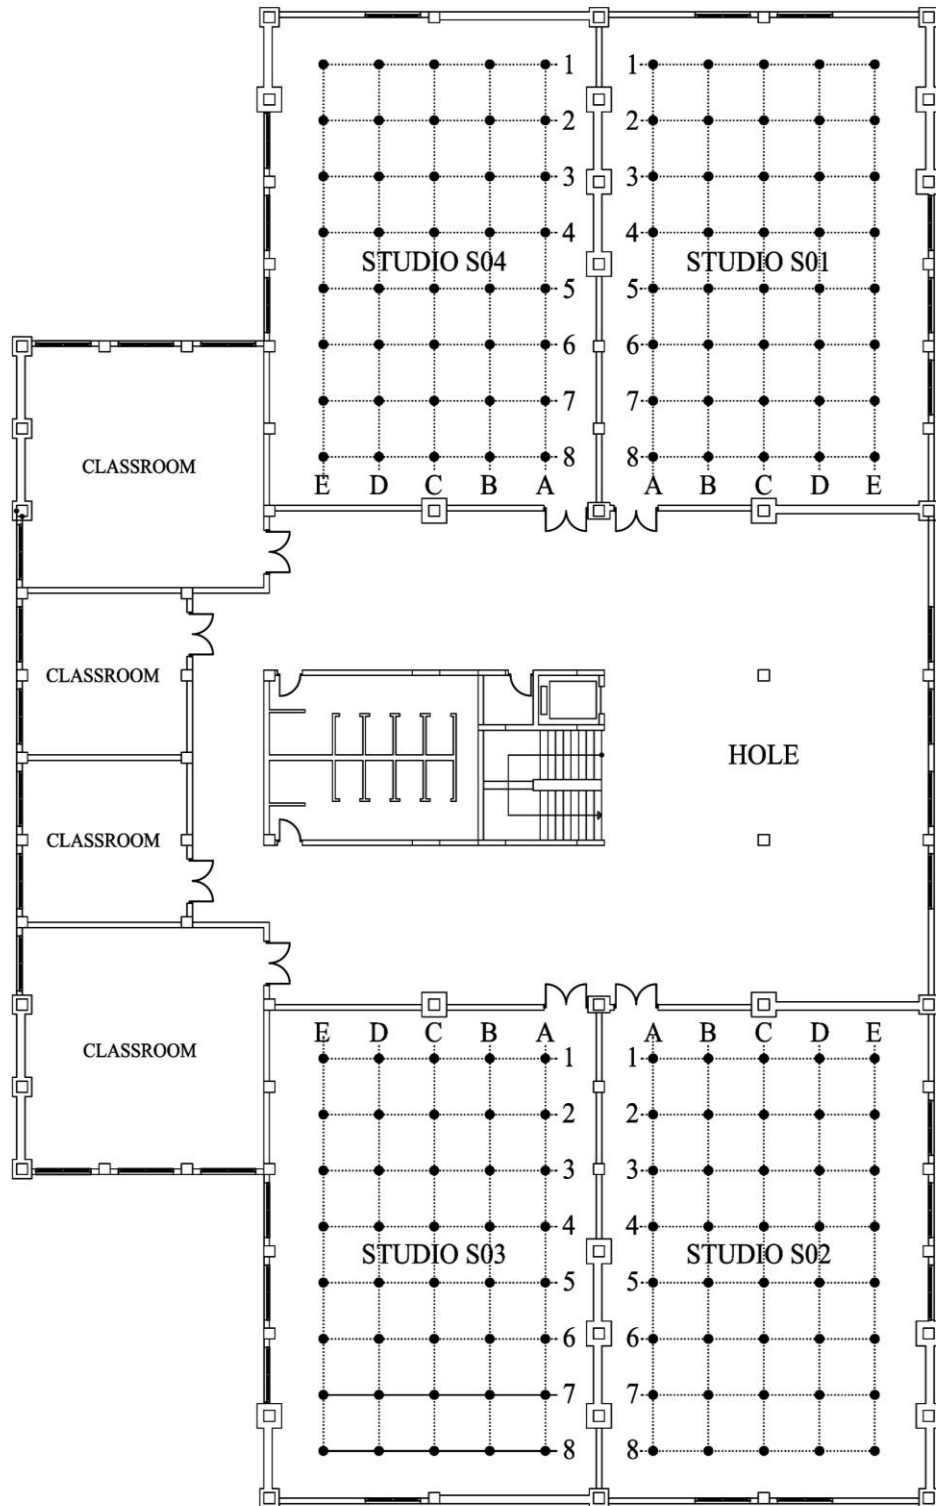 1 1
2 2
3 3
4 4
STUDIO S04 STUDIO S01
5 5
6 6
7 7
CLASSROOM
8 8
E D C B A A B C D E
CLASSROOM
HOLE
CLASSROOM
E D C B A A B C D E
CLASSROOM
1 1
2 2
3 3
4 4
STUDIO S03 STUDIO S02
5 5
6 6
7 7
8 8